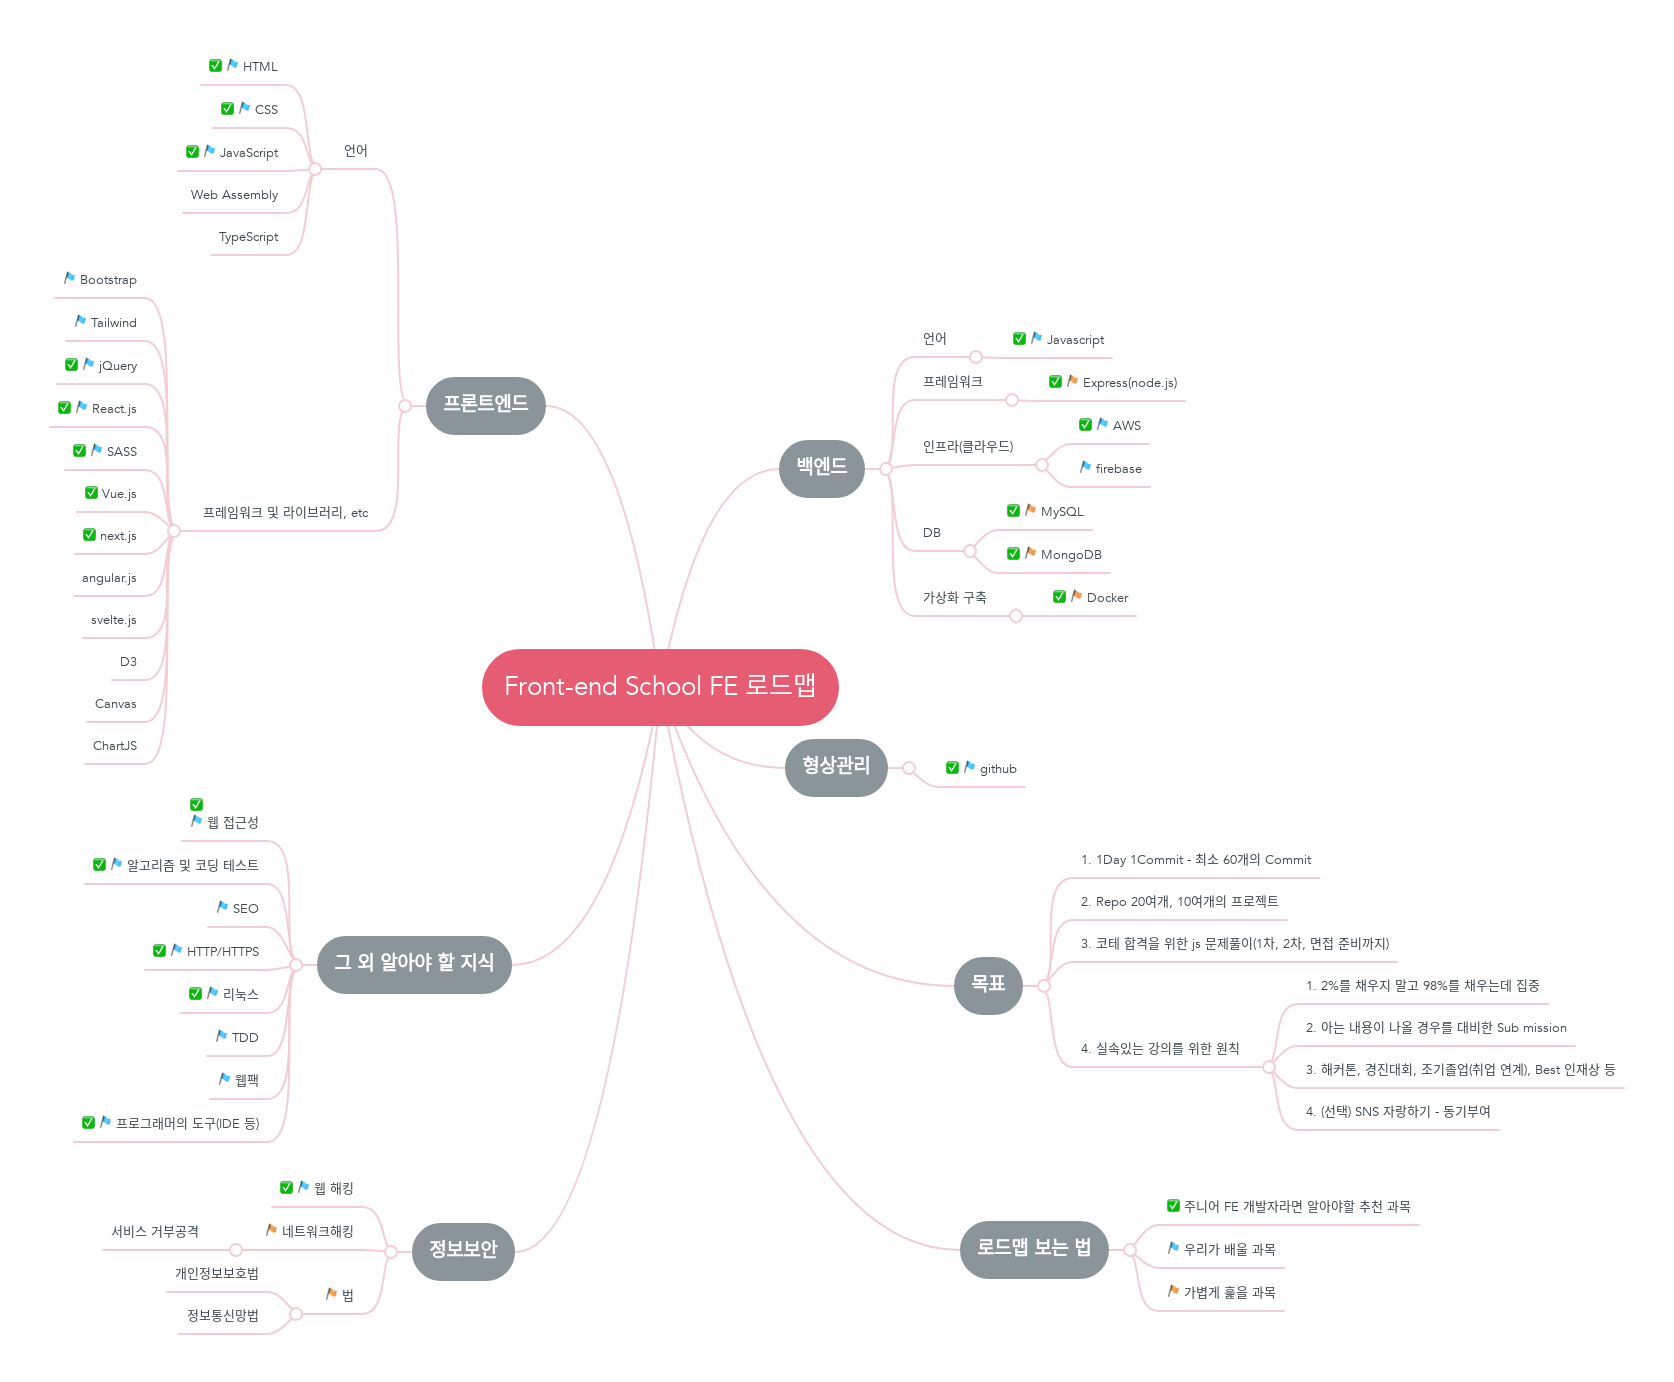 Front-end School FE 로드맵
프론트엔드
언어
HTML
CSS
JavaScript
Web Assembly
TypeScript
프레임워크 및 라이브러리, etc
Bootstrap
Tailwind
jQuery
React.js
SASS
Vue.js
next.js
angular.js
svelte.js
D3
Canvas
ChartJS
그 외 알아야 할 지식
웹 접근성
알고리즘 및 코딩 테스트
SEO
HTTP/HTTPS
리눅스
TDD
웹팩
프로그래머의 도구(IDE 등)
정보보안
웹 해킹
네트워크해킹
서비스 거부공격
법
개인정보보호법
정보통신망법
백엔드
언어
Javascript
프레임워크
Express(node.js)
인프라(클라우드)
AWS
firebase
DB
MySQL
MongoDB
가상화 구축
Docker
형상관리
github
목표
1. 1Day 1Commit - 최소 60개의 Commit
2. Repo 20여개, 10여개의 프로젝트
3. 코테 합격을 위한 js 문제풀이(1차, 2차, 면접 준비까지)
4. 실속있는 강의를 위한 원칙
1. 2%를 채우지 말고 98%를 채우는데 집중
2. 아는 내용이 나올 경우를 대비한 Sub mission
3. 해커톤, 경진대회, 조기졸업(취업 연계), Best 인재상 등
4. (선택) SNS 자랑하기 - 동기부여
로드맵 보는 법
주니어 FE 개발자라면 알아야할 추천 과목
우리가 배울 과목
가볍게 훑을 과목